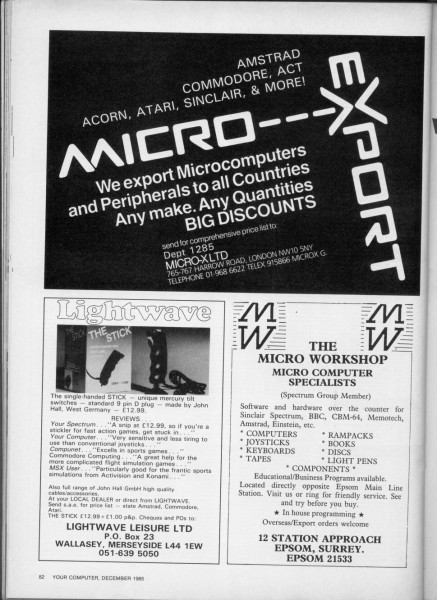 AMSTRAD
COMMODORE, ACT
ACORN, ATARI, SINCLAIR, & MORE!
MICRO--->EXPORT
We export Microcomputers
and Peripherals to all Countries
Any make. Any Quantities
BIG DISCOUNTS
send for comprehensive price list to:
Dept 1285
MICRO-X LTD
765-767 HARROW ROAD, LONDON NW10 5NY
TELEPHONE 01-968 6622 TELEX 915866 MICROX G
Lightwave
THE STICK
The single-handed STICK — unique mercury tilt
switches — standard 9 pin D plug — made by John
Hall, West Germany — £12.99.
REVIEWS
Your Spectrum..."A snip at £12.99, so if you're a
stickler for fast action games, get stuck in..."
Your Computer..."Very sensitive and less tiring to
use than conventional joysticks..."
Compunet..."Excells in sports games..."
Commodore Computing..."A great help for the
more complicated flight simulation games..."
MSX User..."Particularly good for the frantic sports
simulations from Activision and Konami..."
Also full range of John Hall GmbH high quality
cables/accessories.
At your LOCAL DEALER or direct from LIGHTWAVE.
Send s.a.e. for price list — state Amstrad, Commodore,
Atari.
THE STICK £12.99 + £1.00 p&p. Cheques and POs to:
LIGHTWAVE LEISURE LTD
P.O. Box 23
WALLASEY, MERSEYSIDE L44 1EW
051-639 5050
MW
MW
THE
MICRO WORKSHOP
MICRO COMPUTER
SPECIALISTS
(Spectrum Group Member)
Software and hardware over the counter for
Sinclair Spectrum, BBC, CBM-64, Memotech,
Amstrad, Einstein, etc.
* COMPUTERS * RAMPACKS
* JOYSTICKS * BOOKS
* KEYBOARDS * DISCS
* TAPES * LIGHT PENS
* COMPONENTS *
Educational/Business Programs available.
Located directly opposite Epsom Main Line
Station. Visit us or ring for friendly service. See
and try before you buy.
★ In house programming ★
Overseas/Export orders welcome
12 STATION APPROACH
EPSOM, SURREY.
EPSOM 21533
82 YOUR COMPUTER, DECEMBER 1985